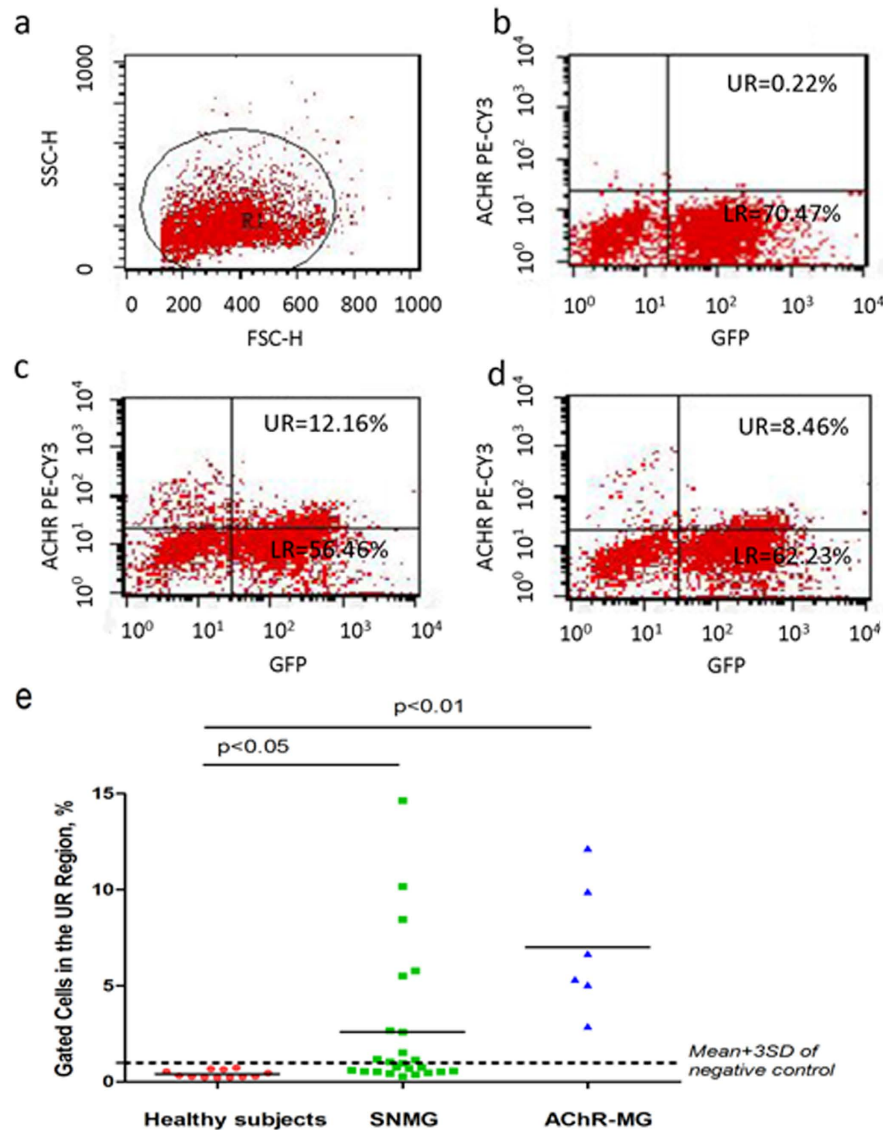 a
1000
0
SSC-H
R1
0 200 400 600 800 1000
FSC-H
b
10^4
10^3
10^2
10^1
10^0
ACHR PE-CY3
UR=0.22%
LR=70.47%
10^0 10^1 10^2 10^3 10^4
GFP
c
10^4
10^3
10^2
10^1
10^0
ACHR PE-CY3
UR=12.16%
LR=56.46%
10^0 10^1 10^2 10^3 10^4
GFP
d
10^4
10^3
10^2
10^1
10^0
ACHR PE-CY3
UR=8.46%
LR=62.23%
10^0 10^1 10^2 10^3 10^4
GFP
e
p<0.01
p<0.05
15
10
5
0
Gated Cells in the UR Region, %
Mean+3SD of
negative control
Healthy subjects SNMG AChR-MG